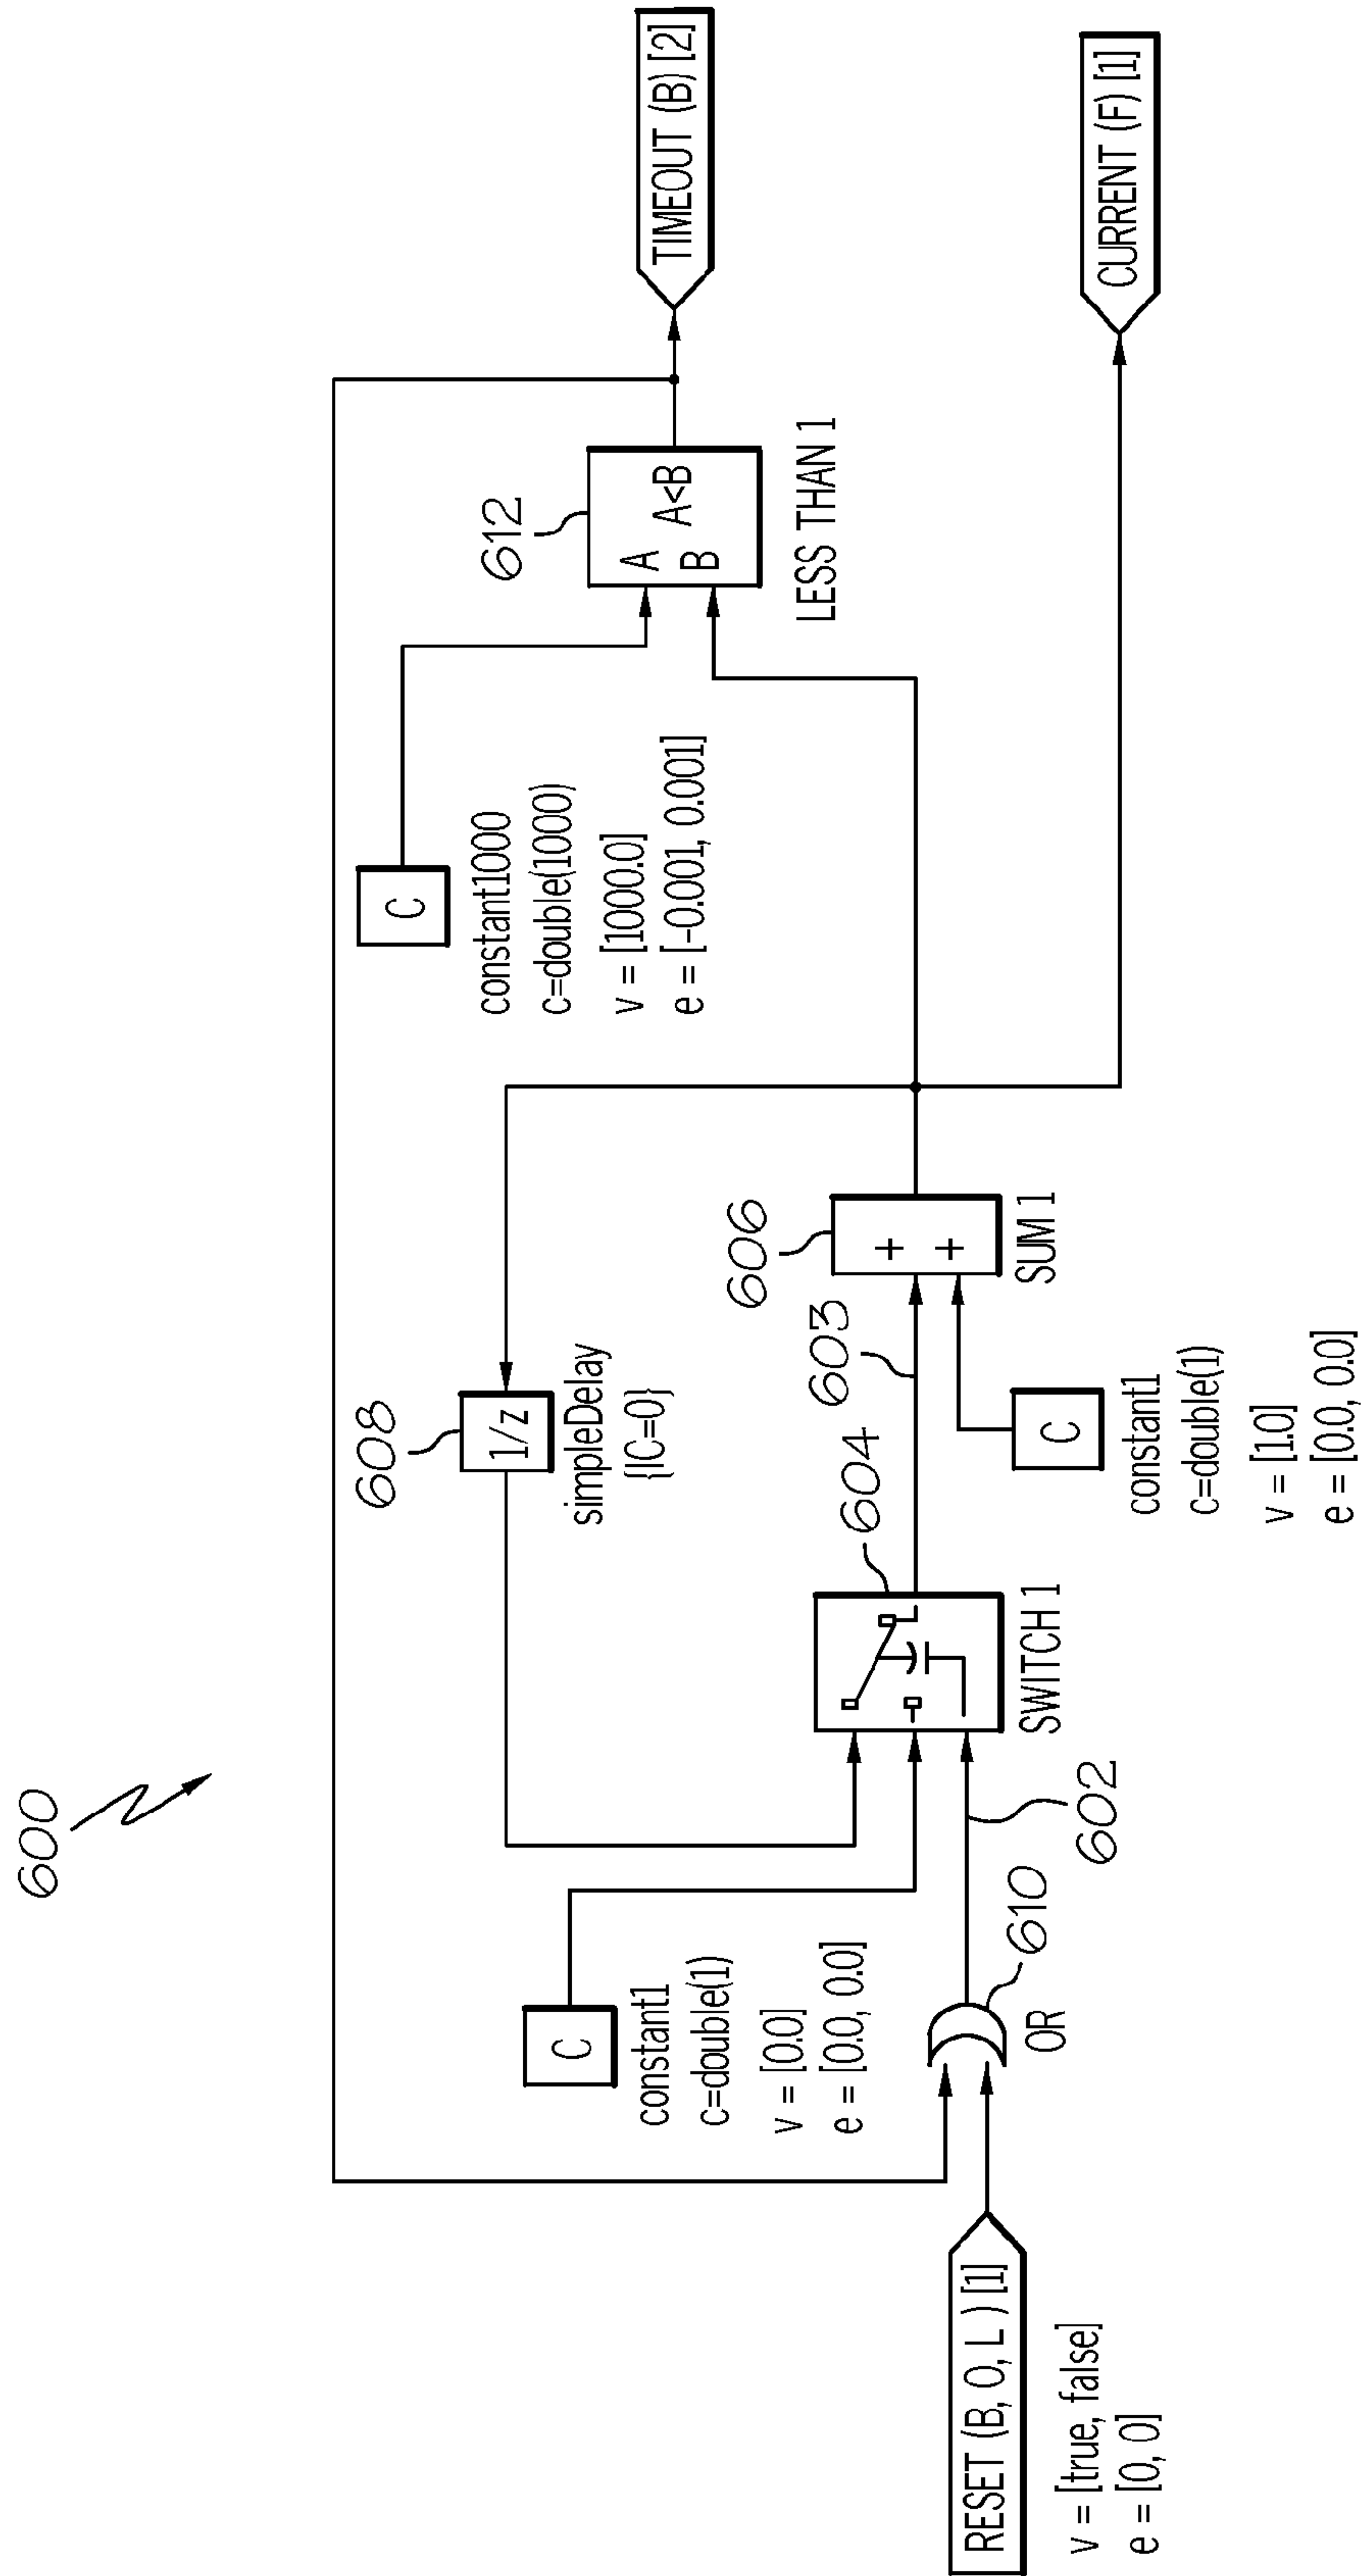 600
RESET (B, O, L ) [1]
v = [true, false]
e = [0, 0]
C
constant1
c=double(1)
v = [0.0]
e = [0.0, 0.0]
610
OR
602
604
SWITCH 1
608
1/z
simpleDelay
{IC=0}
603
C
constant1
c=double(1)
v = [1.0]
e = [0.0, 0.0]
606
+
+
SUM 1
C
constant1000
c=double(1000)
v = [1000.0]
e = [-0.001, 0.001]
612
A
B
A<B
LESS THAN 1
TIMEOUT (B) [2]
CURRENT (F) [1]